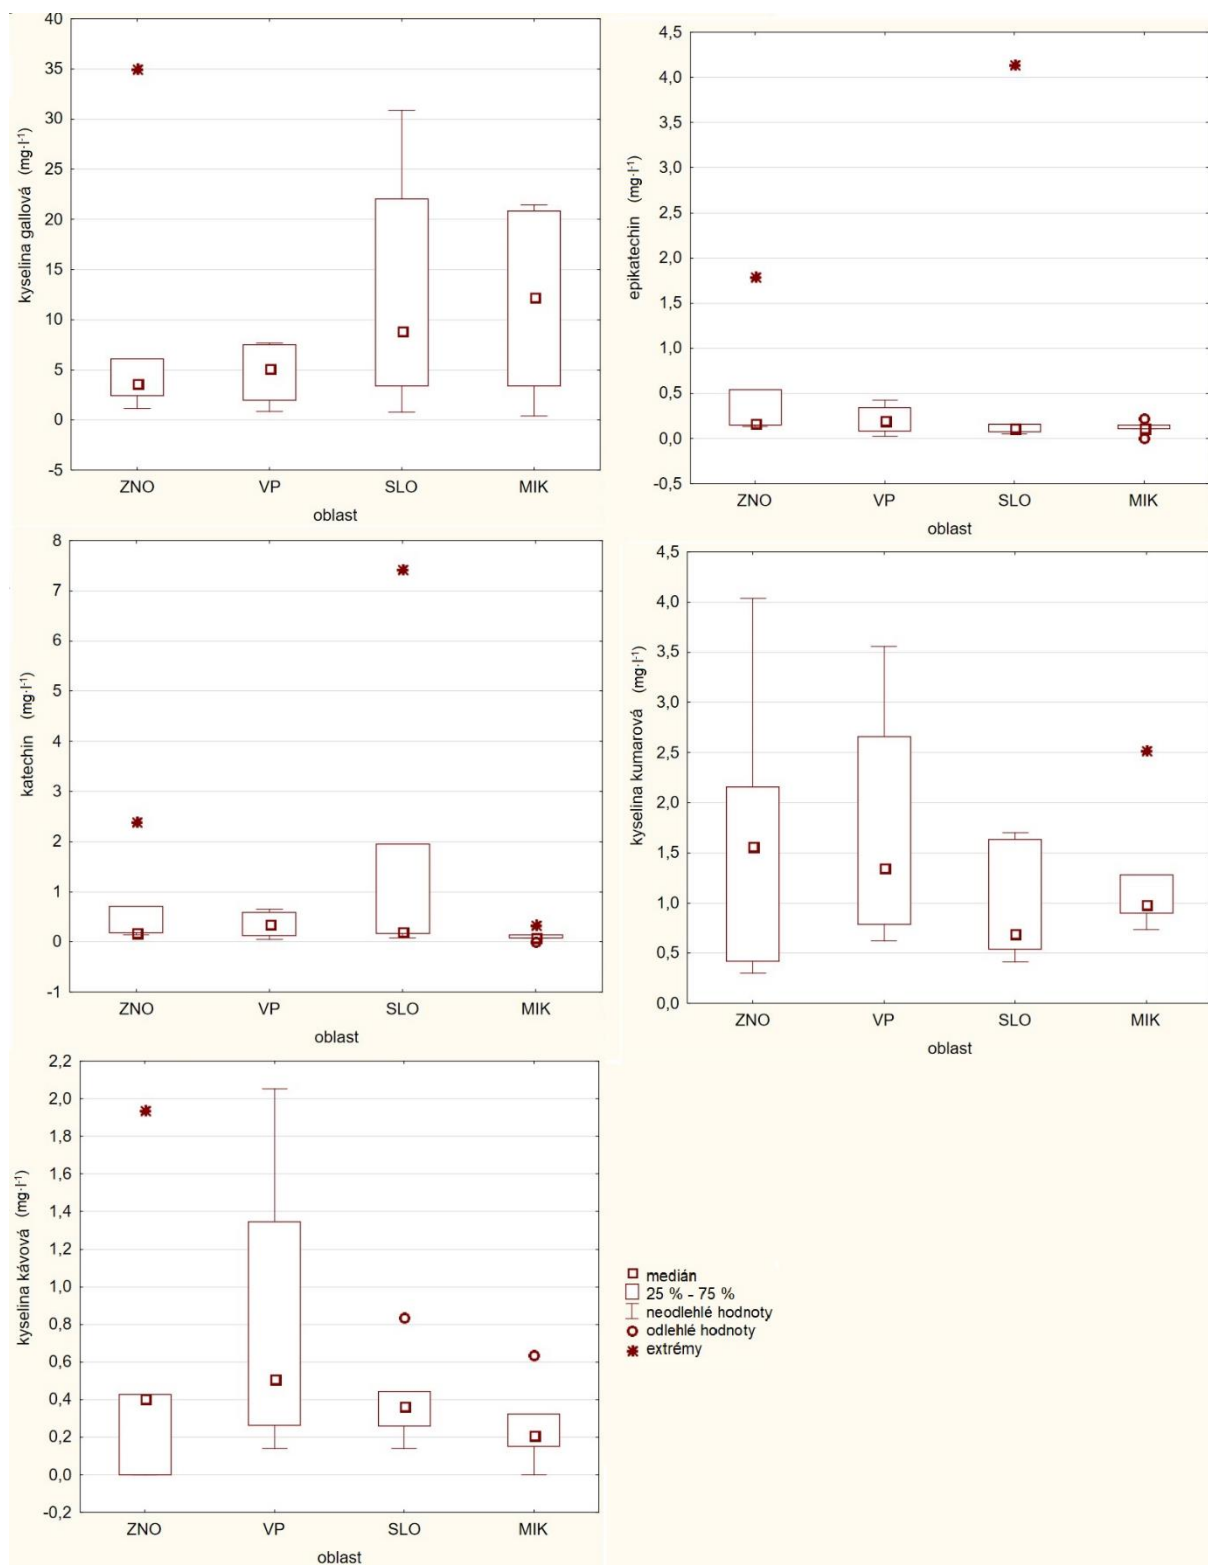 kyselina gallová (mg·l-1)
40
35
30
25
20
15
10
5
0
-5
ZNO VP SLO MIK
oblast
epikatechin (mg·l-1)
4,5
4,0
3,5
3,0
2,5
2,0
1,5
1,0
0,5
0,0
-0,5
ZNO VP SLO MIK
oblast
katechin (mg·l-1)
8
7
6
5
4
3
2
1
0
-1
ZNO VP SLO MIK
oblast
kyselina kumarová (mg·l-1)
4,5
4,0
3,5
3,0
2,5
2,0
1,5
1,0
0,5
0,0
ZNO VP SLO MIK
oblast
kyselina kávová (mg·l-1)
2,2
2,0
1,8
1,6
1,4
1,2
1,0
0,8
0,6
0,4
0,2
0,0
-0,2
ZNO VP SLO MIK
oblast
medián
25 % - 75 %
neodlehlé hodnoty
odlehlé hodnoty
extrémy